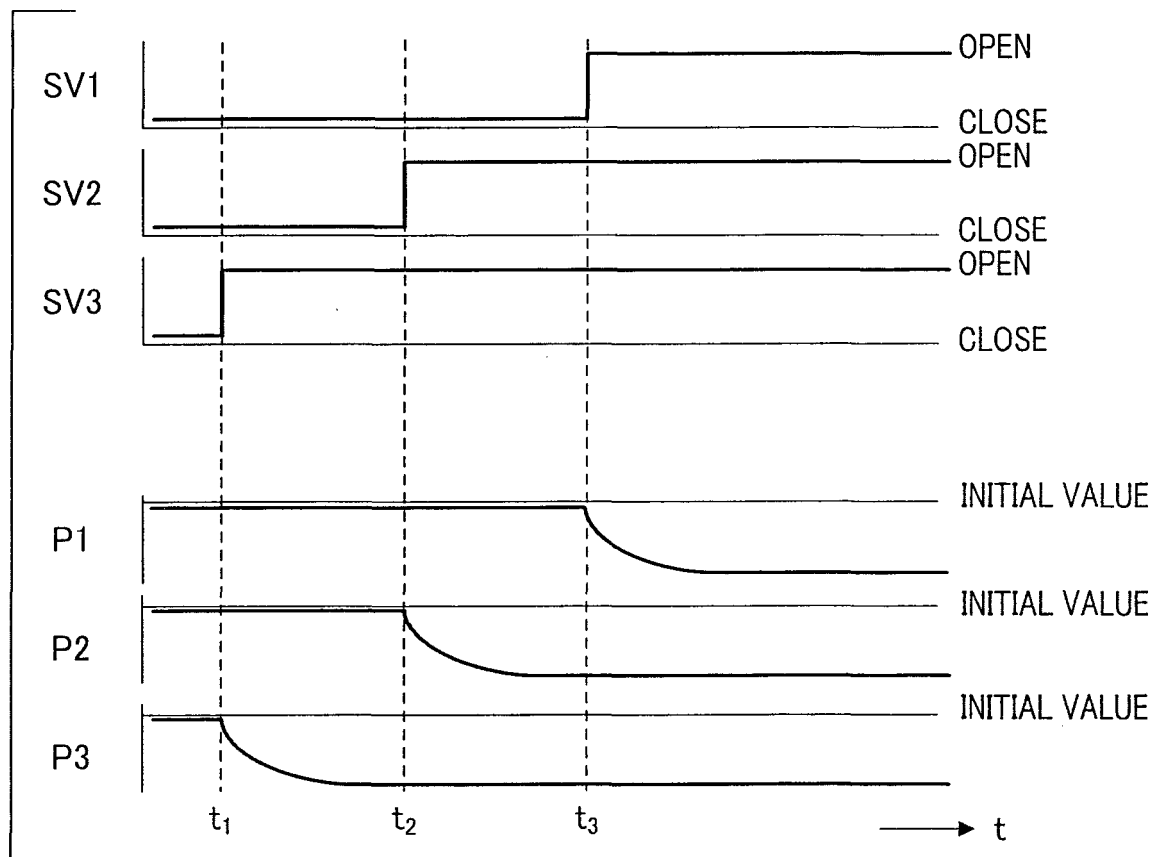 SV1
OPEN
CLOSE
SV2
OPEN
CLOSE
SV3
OPEN
CLOSE
INITIAL VALUE
P1
INITIAL VALUE
P2
INITIAL VALUE
P3
t1 t2 t3 t